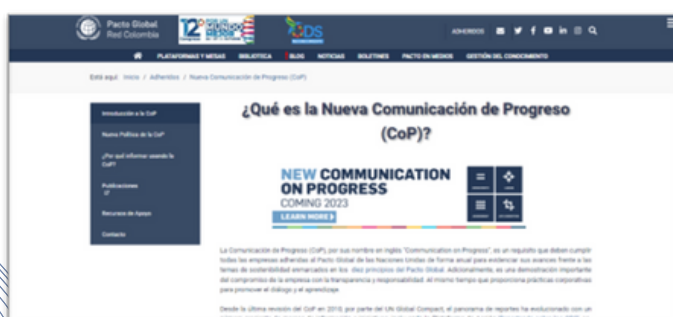 Pacto Global
Red Colombia
12°
POR UN
MUNDO
MEJOR
Congreso
ODS
ADHERIDOS
PLATAFORMAS Y MESAS BIBLIOTECA BLOG NOTICIAS BOLETINES PACTO EN MEDIOS GESTIÓN DEL CONOCIMIENTO
Está aquí: Inicio / Adheridos / Nueva Comunicación de Progreso (CoP)
Introducción a la CoP
Nueva Política de la CoP
¿Por qué informar usando la
CoP?
Publicaciones
Recursos de Apoyo
Contacto
¿Qué es la Nueva Comunicación de Progreso
(CoP)?
NEW COMMUNICATION
ON PROGRESS
COMING 2023
LEARN MORE
La Comunicación de Progreso (CoP), por sus nombre en inglés "Communication on Progress", es un requisito que deben cumplir
todas las empresas adheridas al Pacto Global de las Naciones Unidas de forma anual para evidenciar sus avances frente a los
temas de sostenibilidad enmarcados en los diez principios del Pacto Global. Adicionalmente, es una demostración importante
del compromiso de la empresa con la transparencia y responsabilidad. Al mismo tiempo que proporciona prácticas corporativas
para promover el diálogo y el aprendizaje.
Desde la última revisión del CoP en 2010, por parte del UN Global Compact, el panorama de reportes ha evolucionado con un